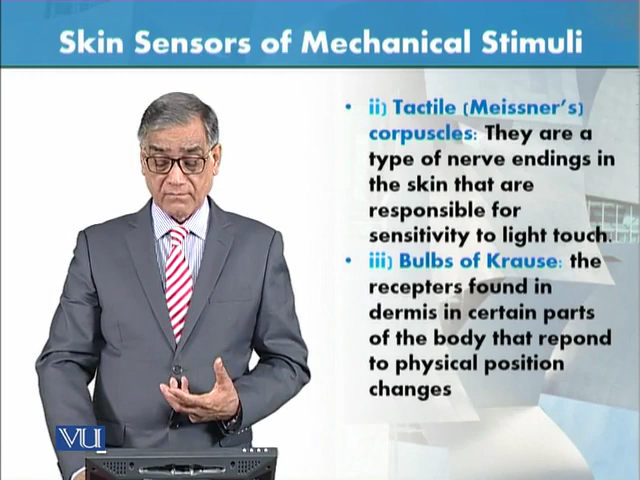 Skin Sensors of Mechanical Stimuli
• ii) Tactile (Meissner's)
corpuscles: They are a
type of nerve endings in
the skin that are
responsible for
sensitivity to light touch.
• iii) Bulbs of Krause: the
recepters found in
dermis in certain parts
of the body that repond
to physical position
changes
VU